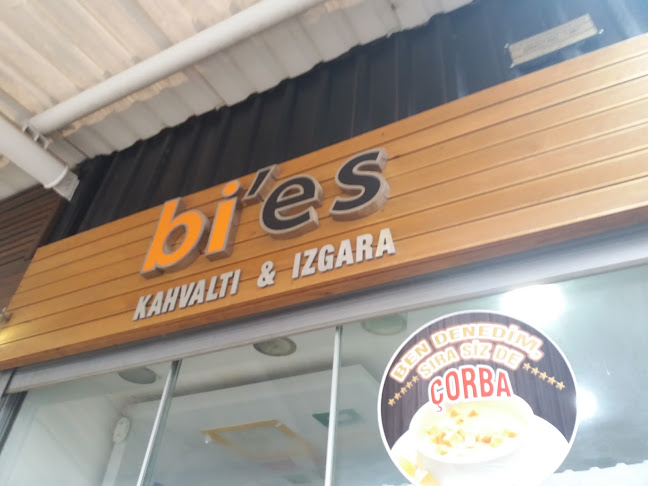 bi'es
KAHVALTI & IZGARA
BEN DENEDİM,
SIRA SİZ DE
ÇORBA